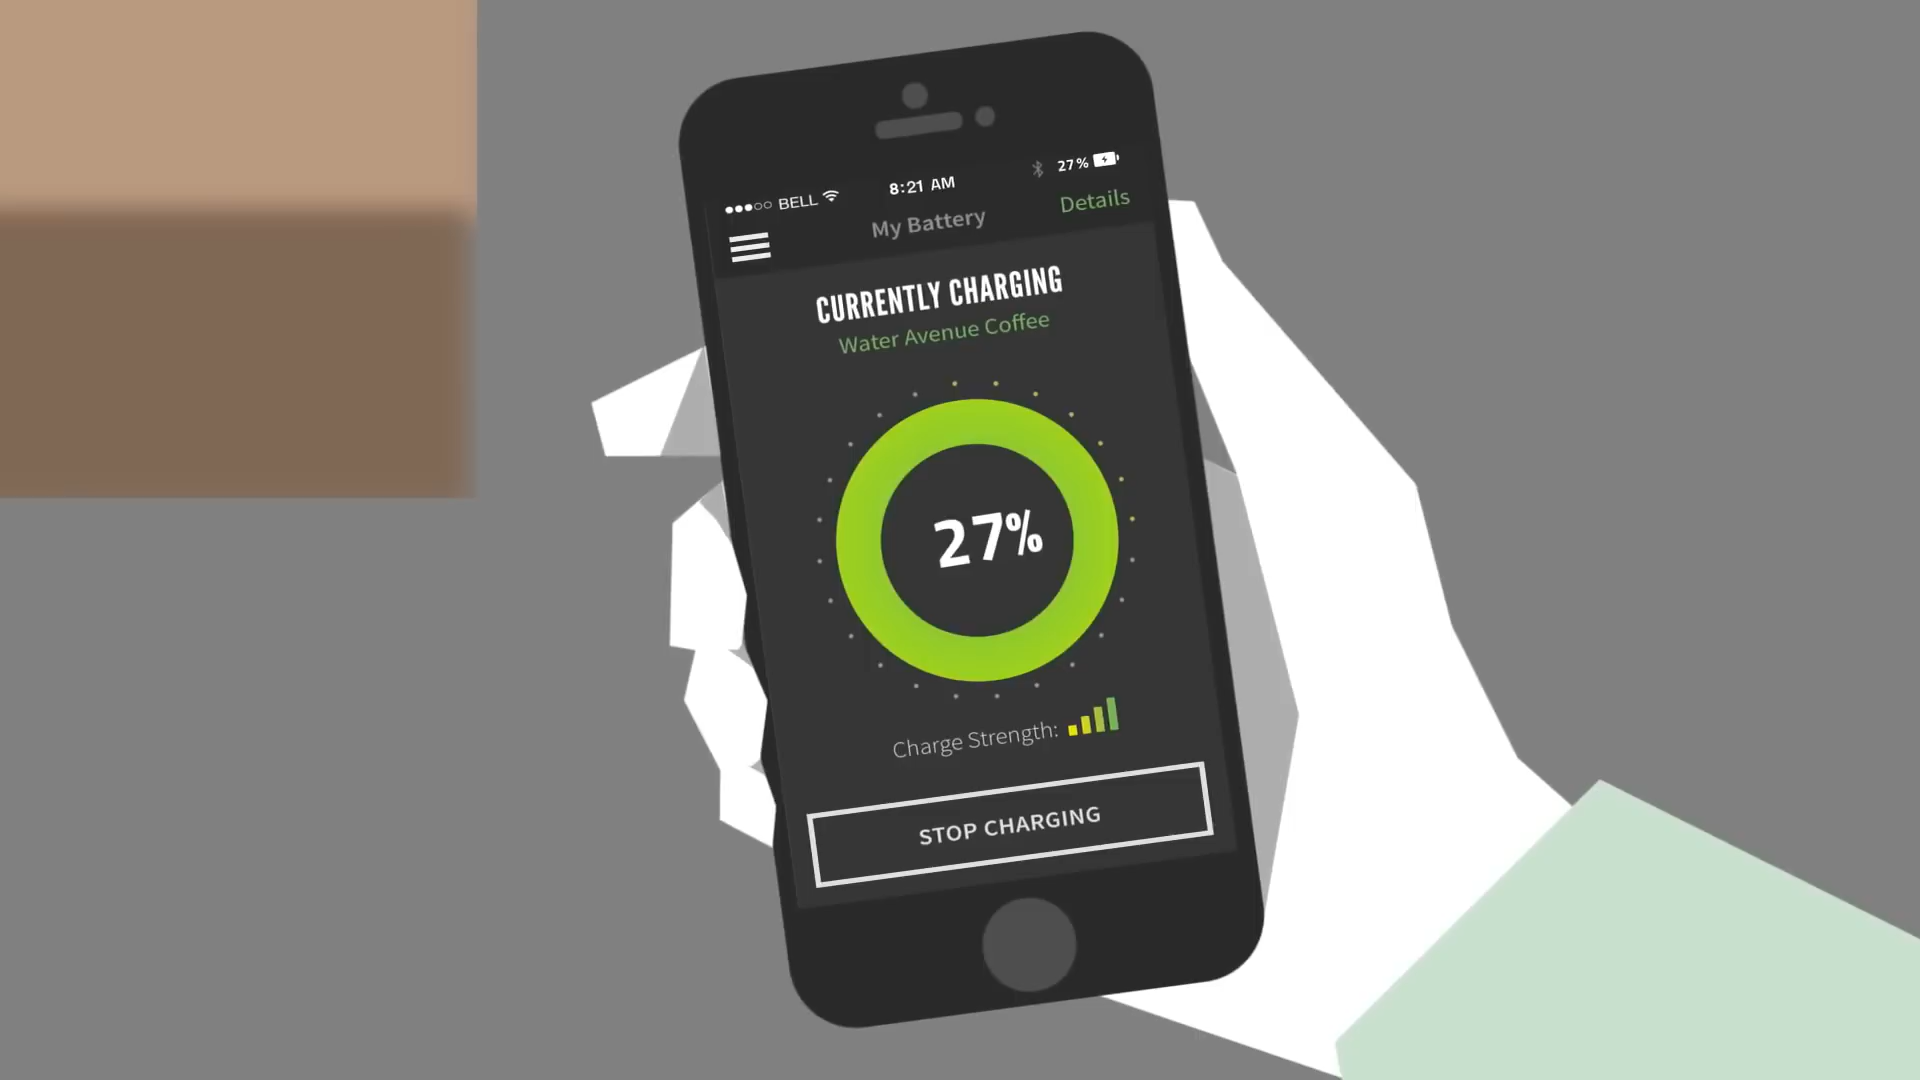 BELL 8:21 AM 27%
My Battery Details
CURRENTLY CHARGING
Water Avenue Coffee
27%
Charge Strength:
STOP CHARGING